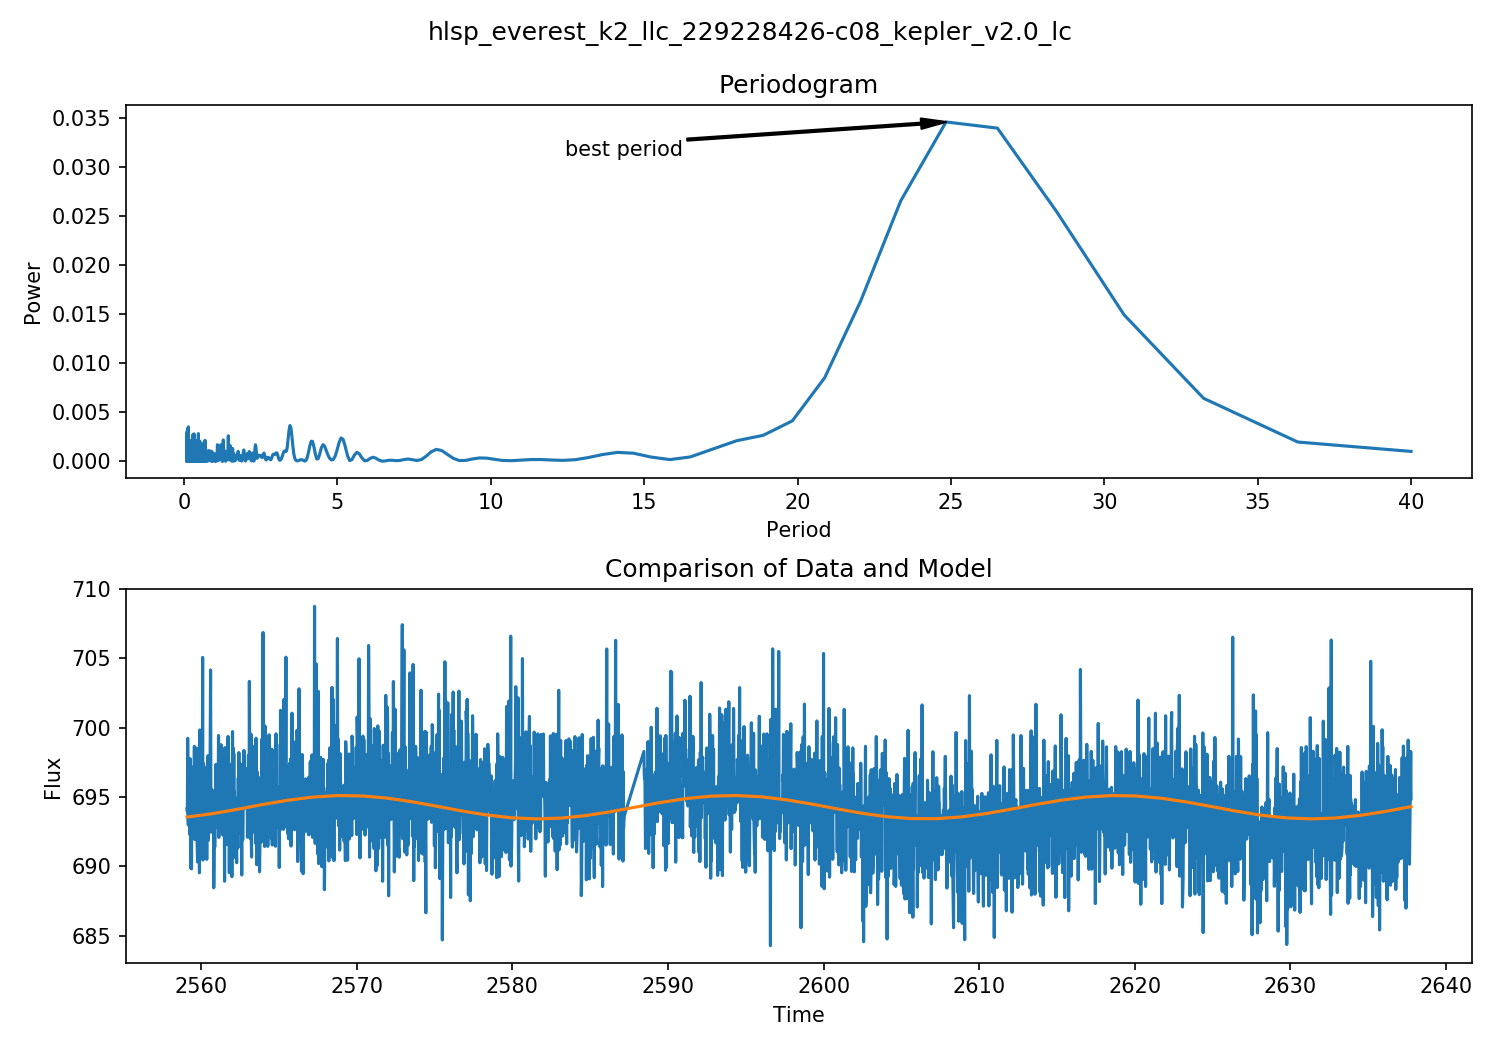 hlsp_everest_k2_llc_229228426-c08_kepler_v2.0_lc
Periodogram
0.035
0.030
0.025
0.020
0.015
0.010
0.005
0.000
Power
best period
0 5 10 15 20 25 30 35 40
Period
Comparison of Data and Model
710
705
700
695
690
685
Flux
2560 2570 2580 2590 2600 2610 2620 2630 2640
Time